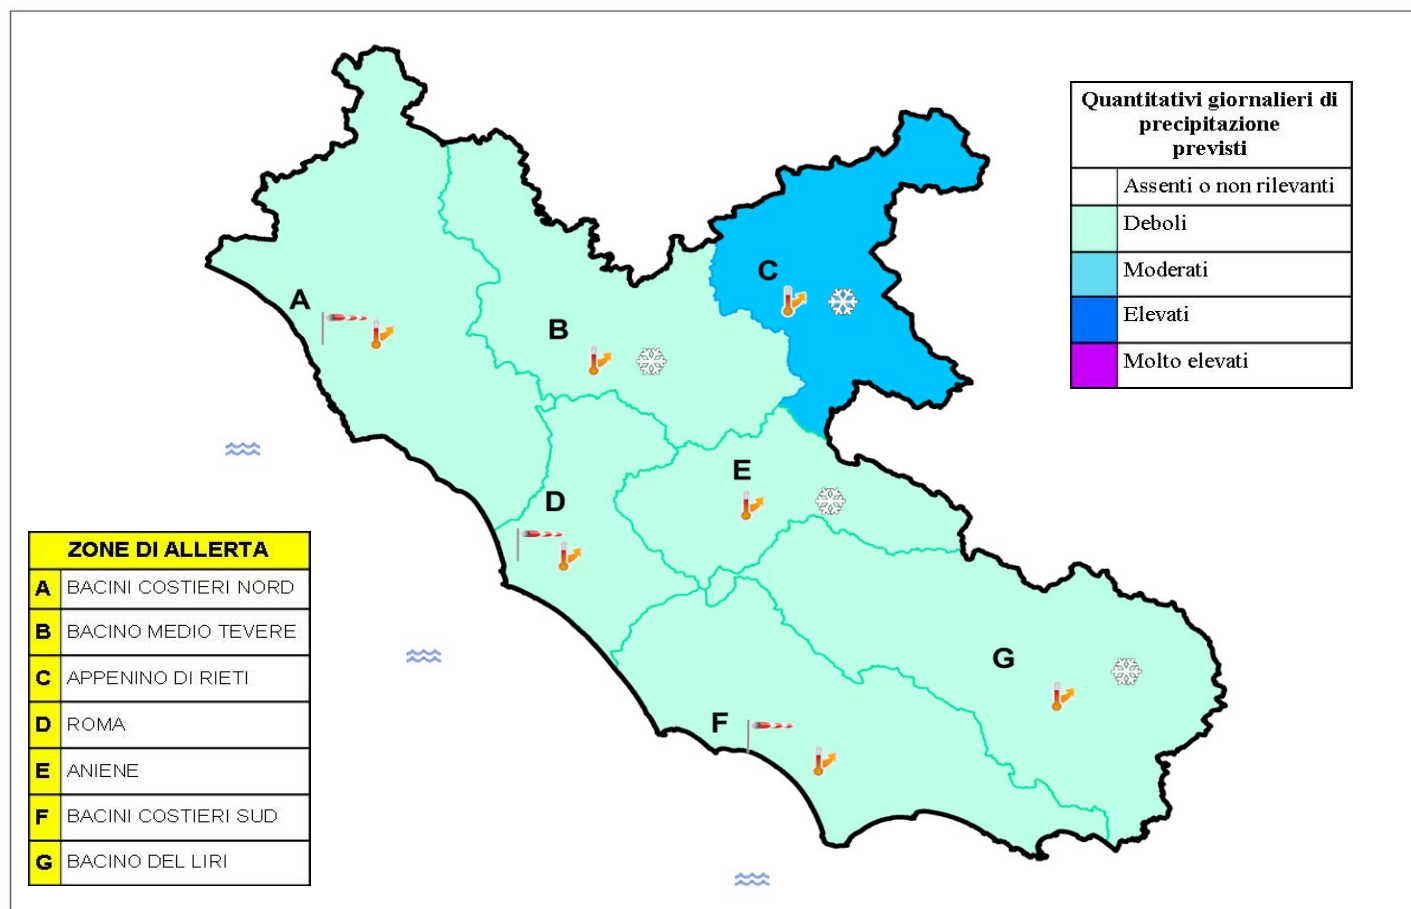 Quantitativi giornalieri di
precipitazione
previsti
Assenti o non rilevanti
Deboli
Moderati
Elevati
Molto elevati
A
B
C
D
E
F
G
ZONE DI ALLERTA
A BACINI COSTIERI NORD
B BACINO MEDIO TEVERE
C APPENINO DI RIETI
D ROMA
E ANIENE
F BACINI COSTIERI SUD
G BACINO DEL LIRI